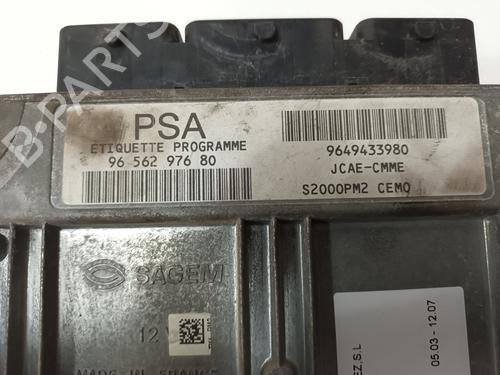 PSA
ETIQUETTE PROGRAMME
96 562 976 80
9649433980
JCAE-CMME
S2000PM2 CEMO
SAGEM
12 V
MADE IN FRANCE
EZ,S.L
05.03 - 12.07